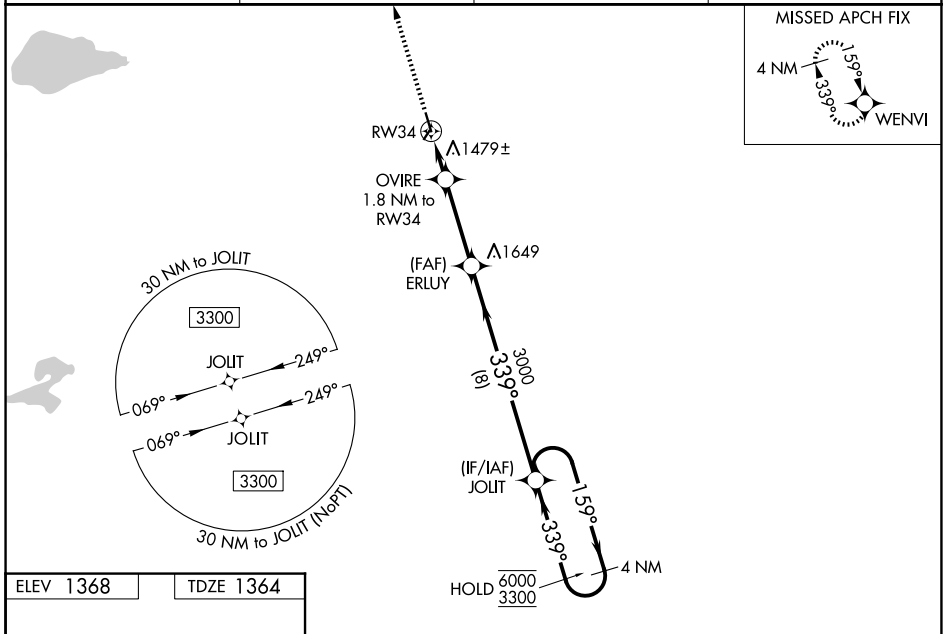 MISSED APCH FIX
4 NM
159°
339°
WENVI
RW34
1479±
OVIRE
1.8 NM to
RW34
(FAF)
ERLUY
1649
30 NM to JOLIT
3300
JOLIT
249°
069°
249°
069°
JOLIT
3300
30 NM to JOLIT (NoPT)
3000
339°
(8)
(IF/IAF)
JOLIT
159°
339°
4 NM
HOLD 6000
3300
ELEV 1368
TDZE 1364